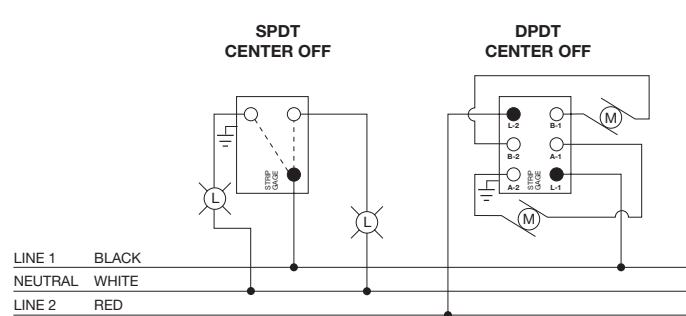 SPDT
CENTER OFF
DPDT
CENTER OFF
L-2
B-1
M
B-2
A-1
STRIP
GAGE
STRIP
GAGE
A-2
L-1
L
L
M
LINE 1 BLACK
NEUTRAL WHITE
LINE 2 RED